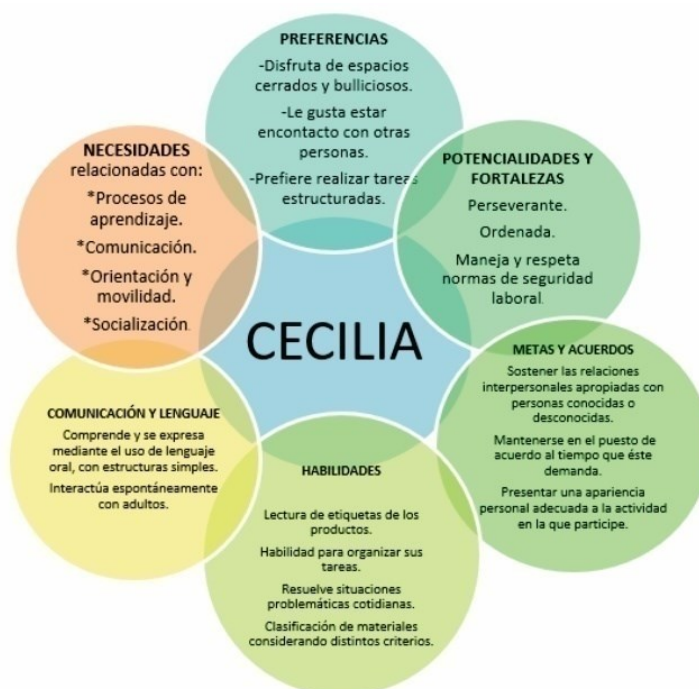 PREFERENCIAS
-Disfruta de espacios
cerrados y bulliciosos.
-Le gusta estar
encontacto con otras
personas.
-Prefiere realizar tareas
estructuradas.
NECESIDADES
relacionadas con:
*Procesos de
aprendizaje.
*Comunicación.
*Orientación y
movilidad.
*Socialización.
POTENCIALIDADES Y
FORTALEZAS
Perseverante.
Ordenada.
Maneja y respeta
normas de seguridad
laboral.
CECILIA
METAS Y ACUERDOS
Sostener las relaciones
interpersonales apropiadas con
personas conocidas o
desconocidas.
Mantenerse en el puesto de
acuerdo al tiempo que éste
demanda.
Presentar una apariencia
personal adecuada a la actividad
en la que participe.
COMUNICACIÓN Y LENGUAJE
Comprende y se expresa
mediante el uso de lenguaje
oral, con estructuras simples.
Interactúa espontáneamente
con adultos.
HABILIDADES
Lectura de etiquetas de los
productos.
Habilidad para organizar sus
tareas.
Resuelve situaciones
problemáticas cotidianas.
Clasificación de materiales
considerando distintos criterios.